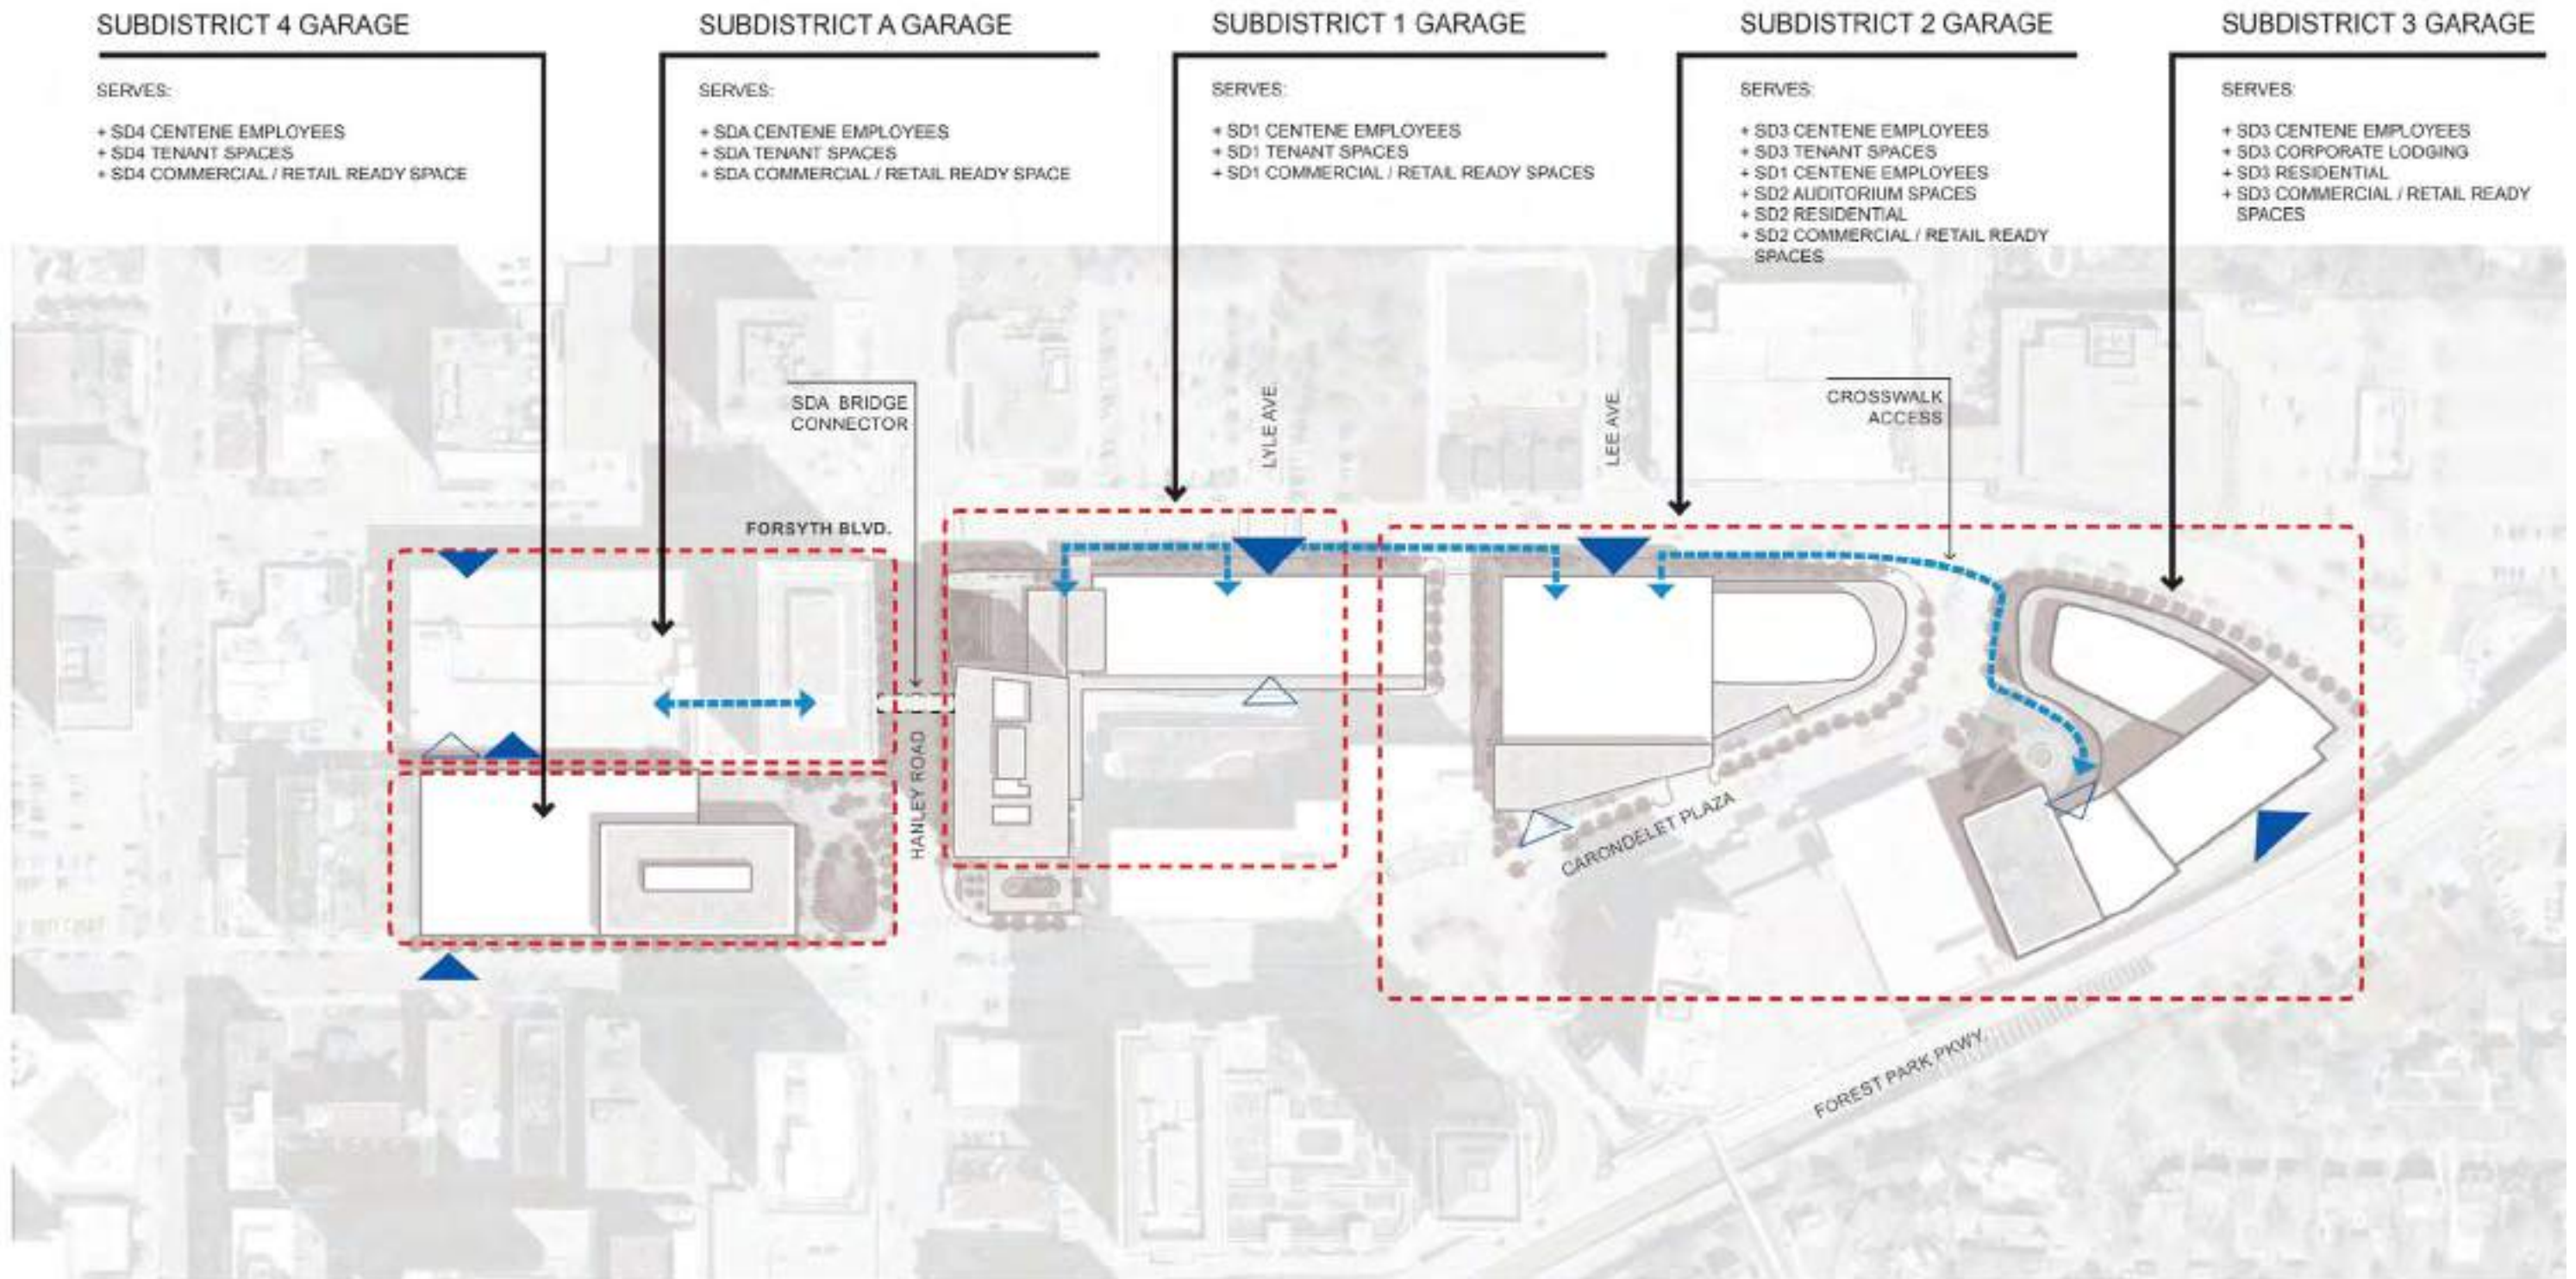 SUBDISTRICT 4 GARAGE
SERVES:
+ SD4 CENTENE EMPLOYEES
+ SD4 TENANT SPACES
+ SD4 COMMERCIAL / RETAIL READY SPACE
SUBDISTRICT A GARAGE
SERVES:
+ SDA CENTENE EMPLOYEES
+ SDA TENANT SPACES
+ SDA COMMERCIAL / RETAIL READY SPACE
SUBDISTRICT 1 GARAGE
SERVES:
+ SD1 CENTENE EMPLOYEES
+ SD1 TENANT SPACES
+ SD1 COMMERCIAL / RETAIL READY SPACES
SUBDISTRICT 2 GARAGE
SERVES:
+ SD3 CENTENE EMPLOYEES
+ SD3 TENANT SPACES
+ SD1 CENTENE EMPLOYEES
+ SD2 AUDITORIUM SPACES
+ SD2 RESIDENTIAL
+ SD2 COMMERCIAL / RETAIL READY
SPACES
SUBDISTRICT 3 GARAGE
SERVES:
+ SD3 CENTENE EMPLOYEES
+ SD3 CORPORATE LODGING
+ SD3 RESIDENTIAL
+ SD3 COMMERCIAL / RETAIL READY
SPACES
SDA BRIDGE
CONNECTOR
LYLE AVE.
LEE AVE.
CROSSWALK
ACCESS
FORSYTH BLVD.
HANLEY ROAD
CARONDELET PLAZA
FOREST PARK PKWY.